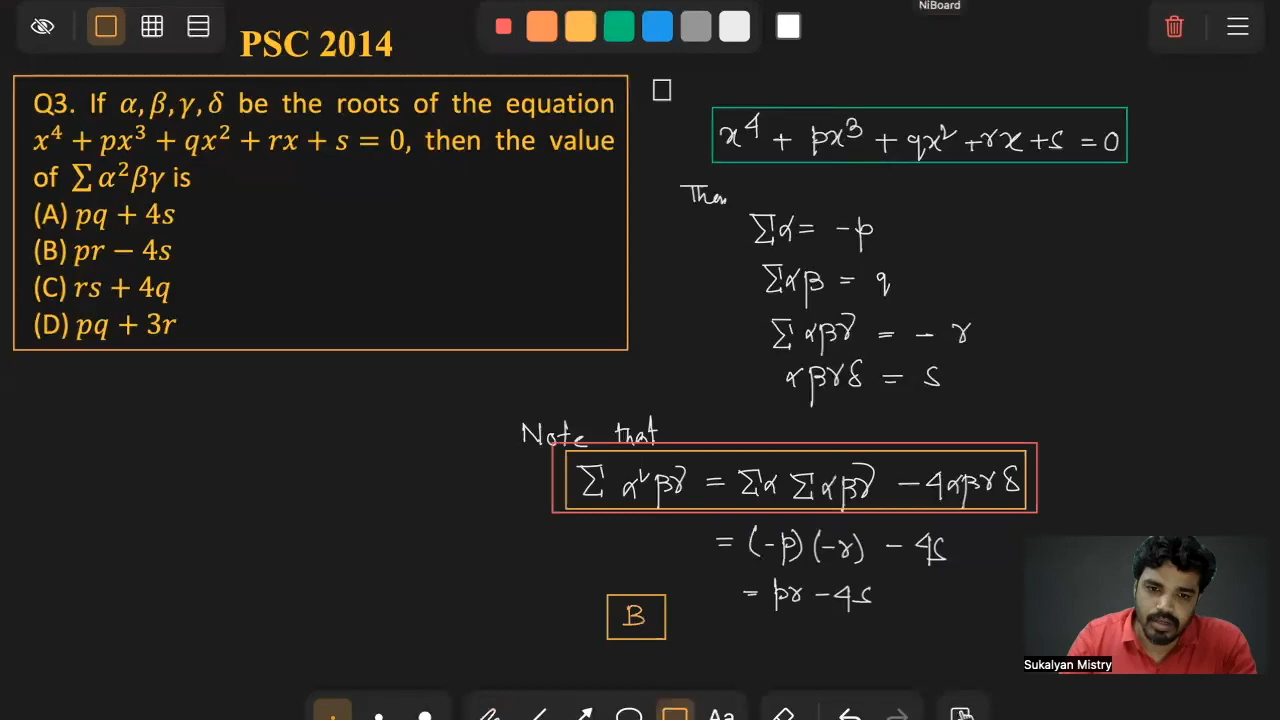 NiBoard
PSC 2014
Q3. If α, β, γ, δ be the roots of the equation
x⁴ + px³ + qx² + rx + s = 0, then the value
of ∑ α²βγ is
(A) pq + 4s
(B) pr − 4s
(C) rs + 4q
(D) pq + 3r
x⁴ + px³ + qx² + rx + s = 0
Then
∑α = -p
∑αβ = q
∑αβγ = - r
αβγδ = s
Note that
∑ α²βγ = ∑α ∑αβγ - 4αβγδ
= (-p) (-r) - 4s
= pr - 4s
B
Sukalyan Mistry
Aa